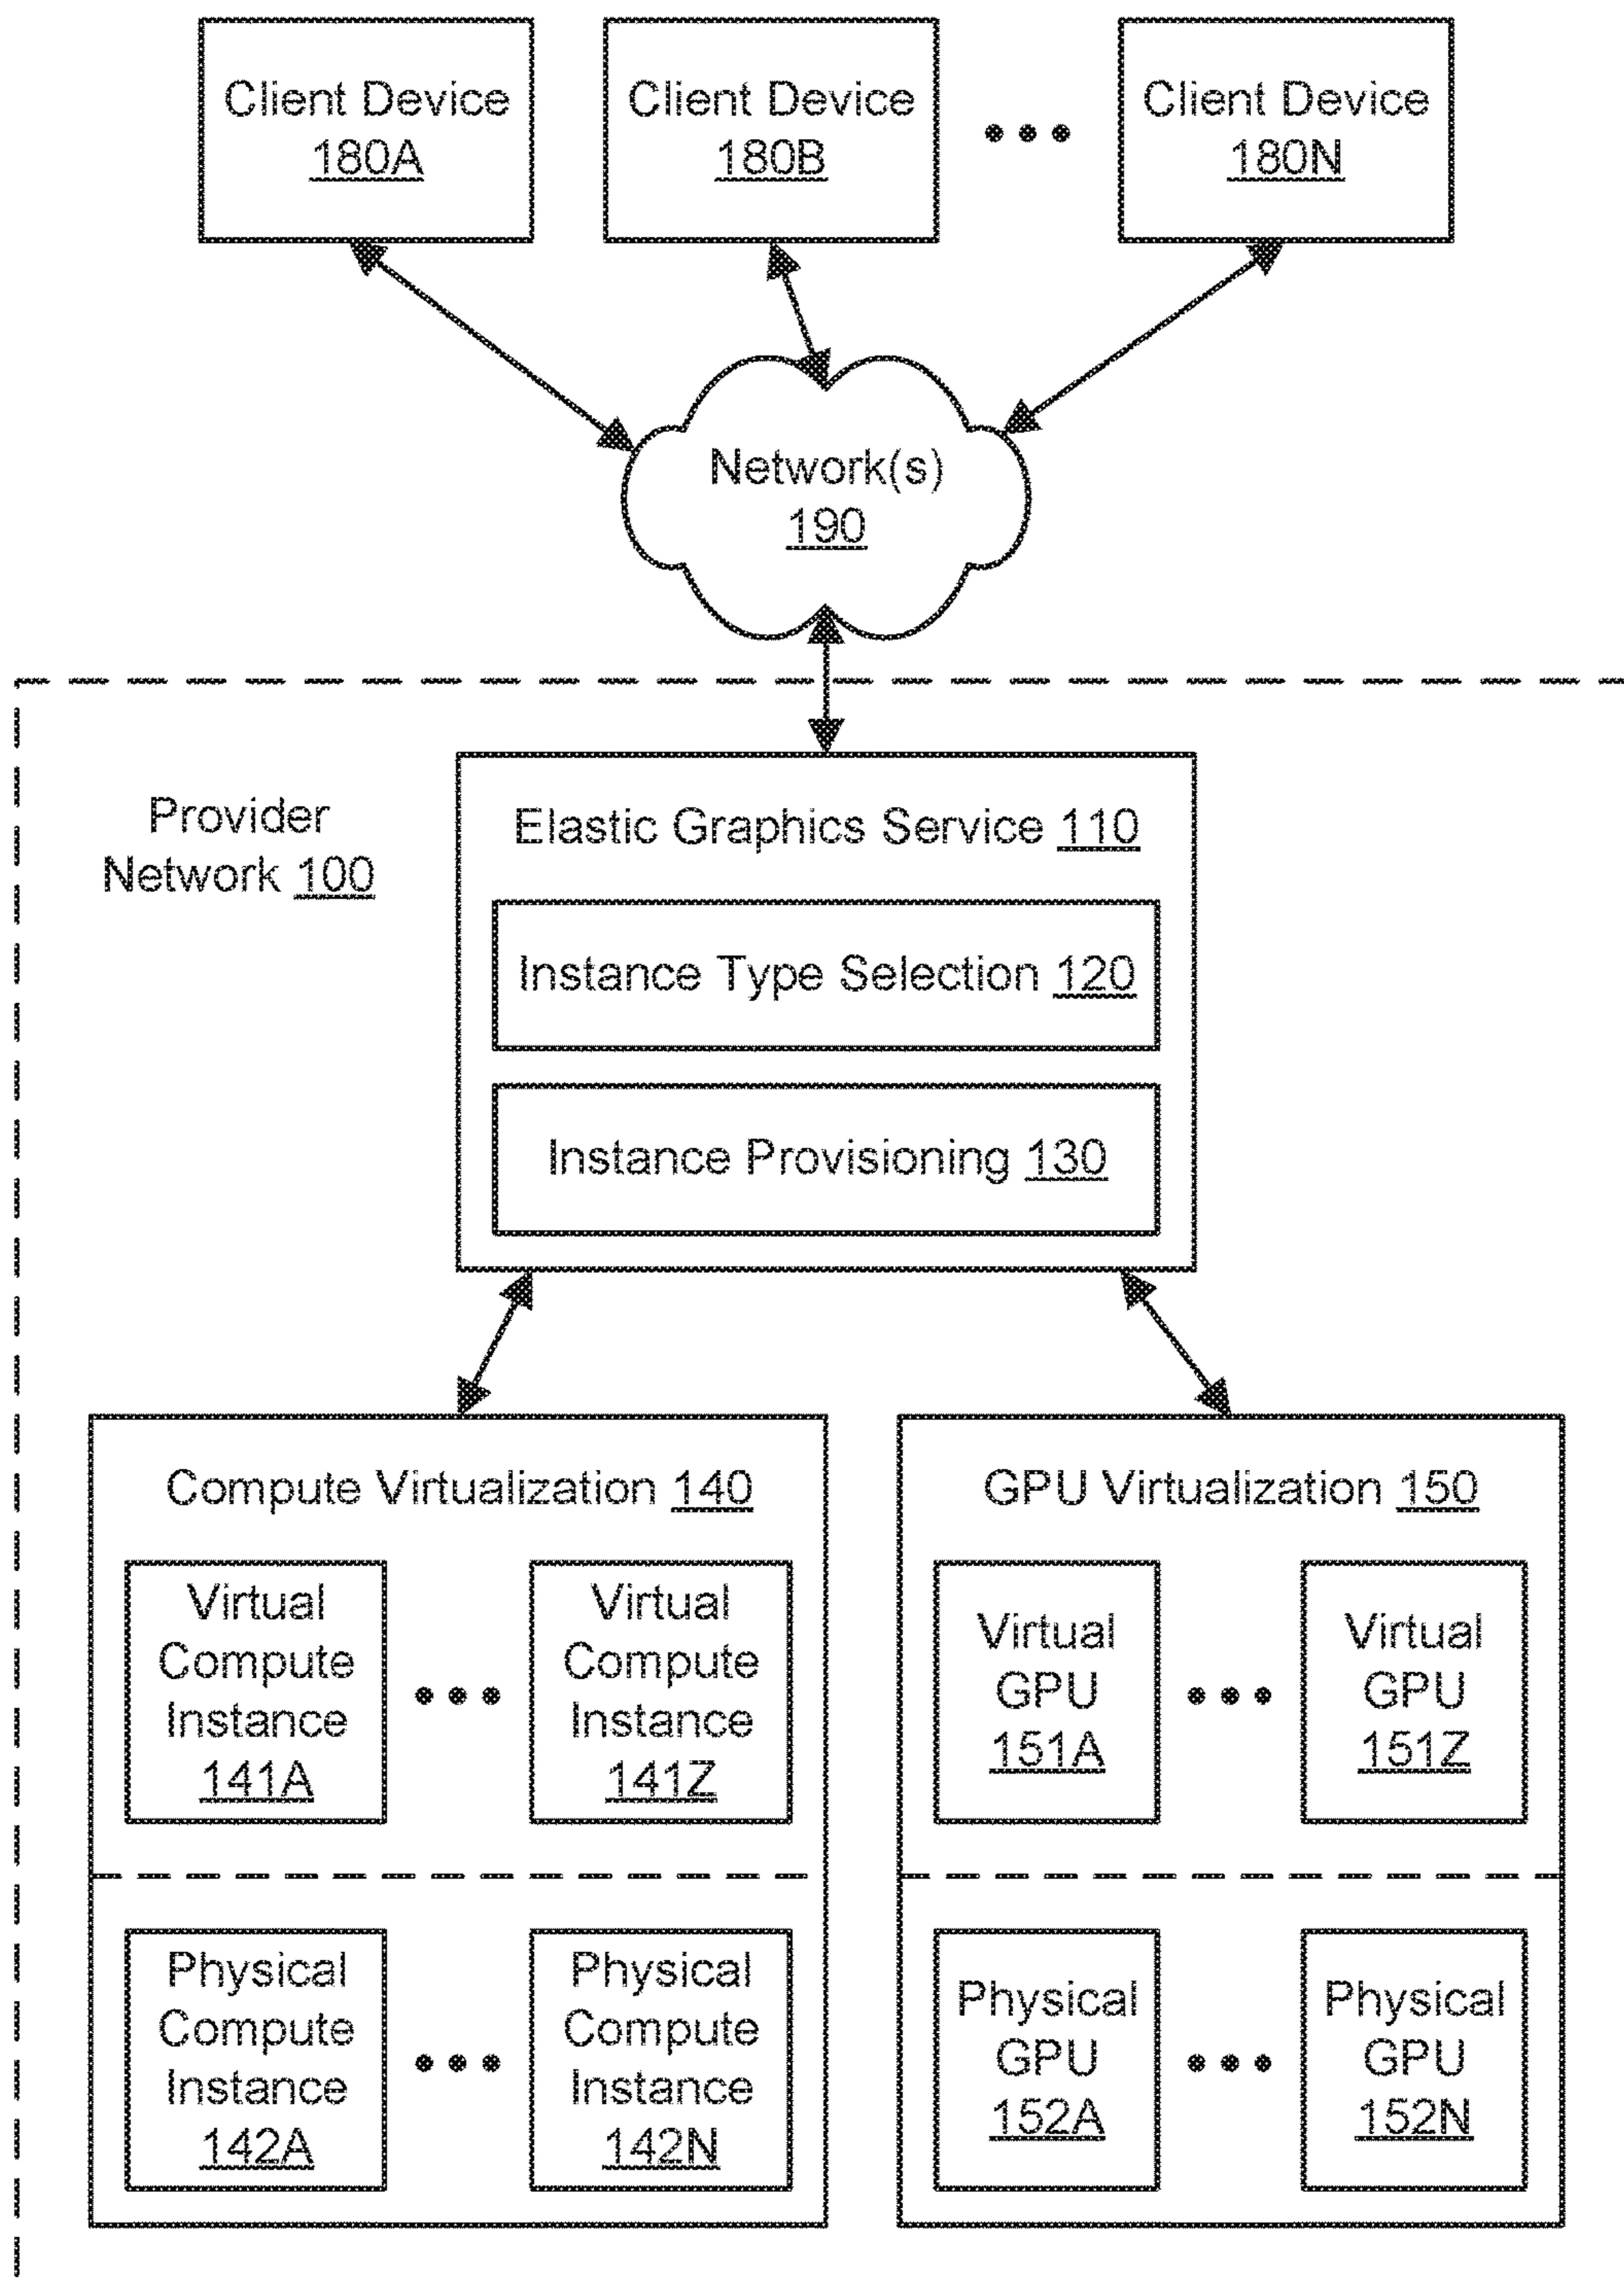 Client Device
180A
Client Device
180B
Client Device
180N
Network(s)
190
Provider
Network 100
Elastic Graphics Service 110
Instance Type Selection 120
Instance Provisioning 130
Compute Virtualization 140
Virtual
Compute
Instance
141A
Virtual
Compute
Instance
141Z
Physical
Compute
Instance
142A
Physical
Compute
Instance
142N
GPU Virtualization 150
Virtual
GPU
151A
Virtual
GPU
151Z
Physical
GPU
152A
Physical
GPU
152N